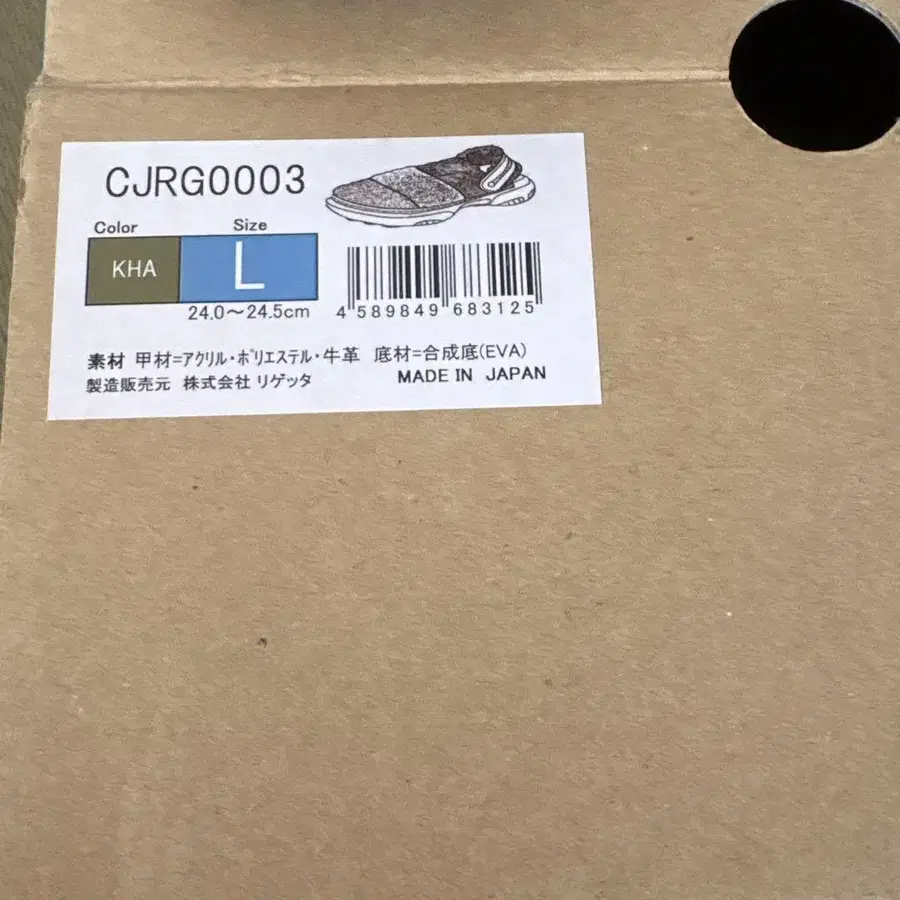 CJRG0003
Color Size
KHA L
24.0～24.5cm
4 589849 683125
素材 甲材=ｱｸﾘﾙ・ﾎﾟﾘｴｽﾃﾙ・牛革 底材=合成底(EVA)
製造販売元 株式会社 リゲッタ MADE IN JAPAN